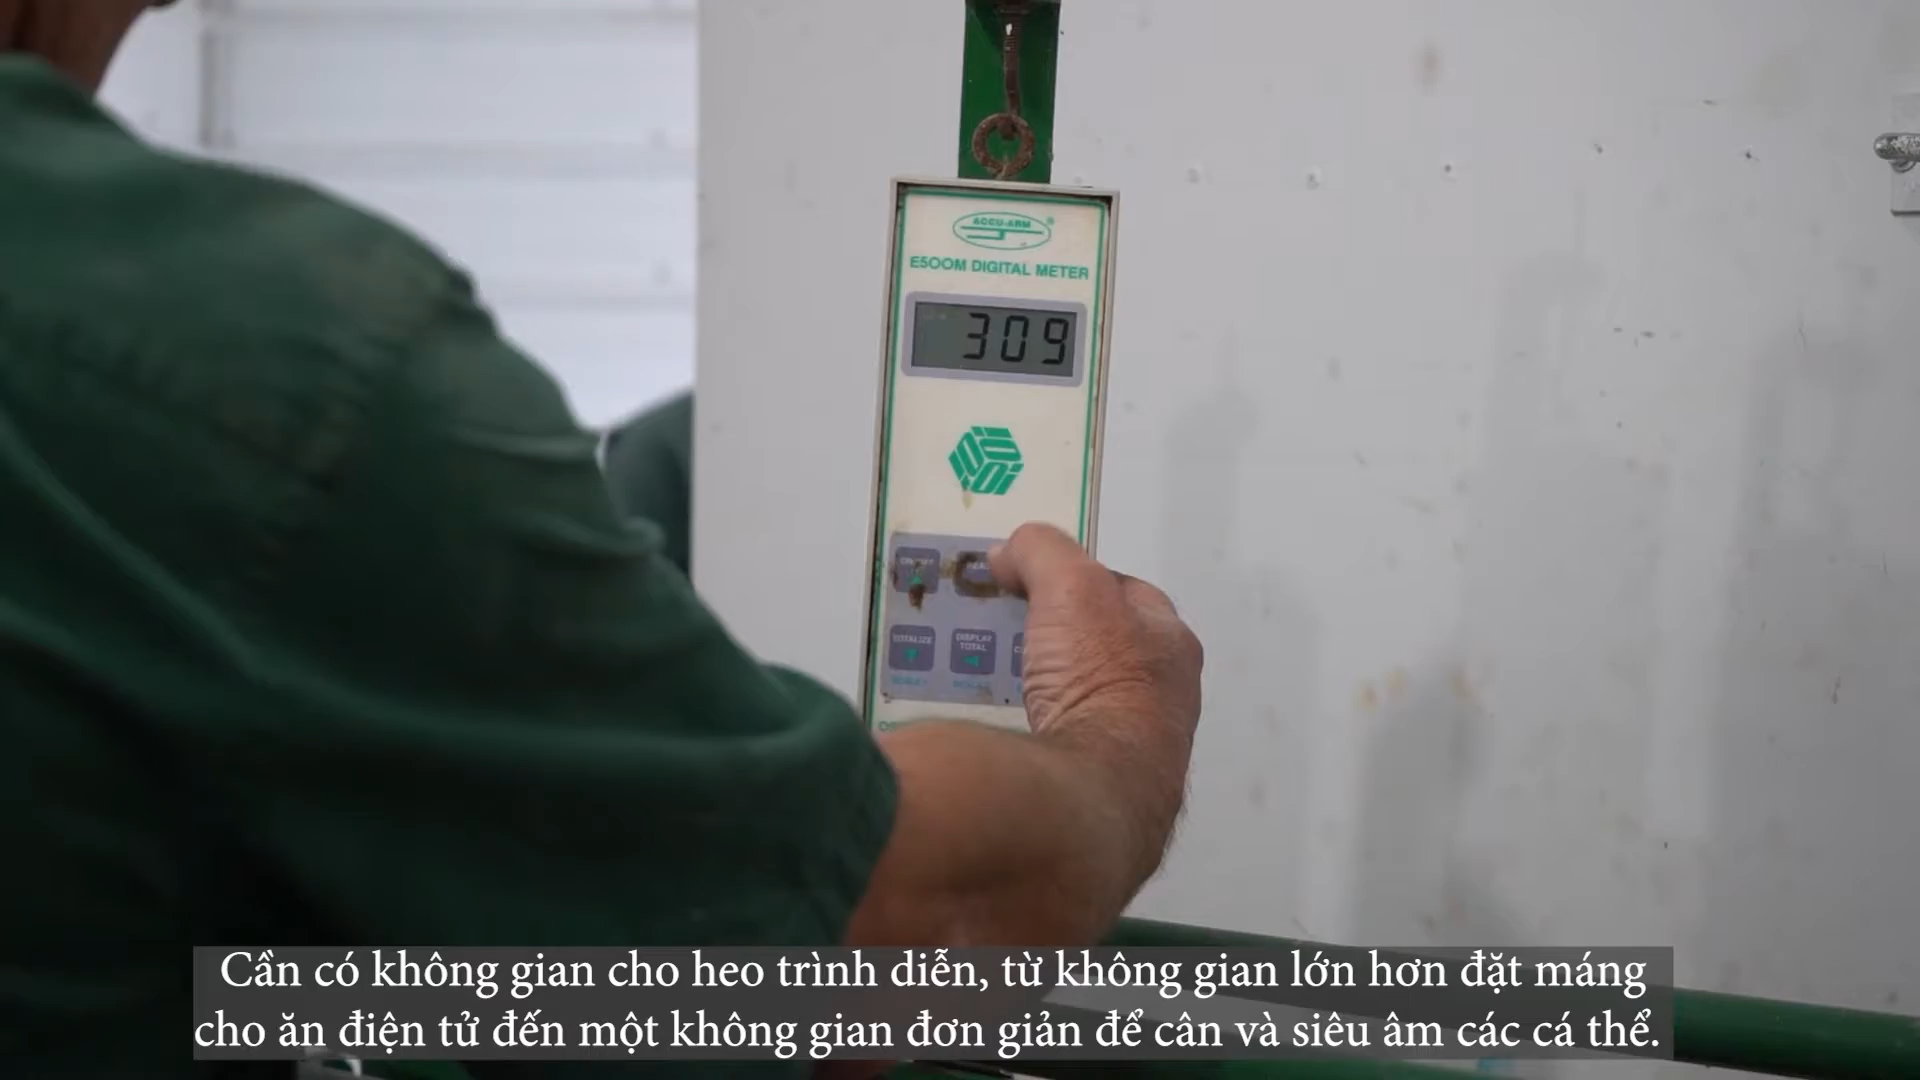 ACCU-ARM
E500M DIGITAL METER
309
TOTALIZE
DISPLAY
TOTAL
Cần có không gian cho heo trình diễn, từ không gian lớn hơn đặt máng
cho ăn điện tử đến một không gian đơn giản để cân và siêu âm các cá thể.